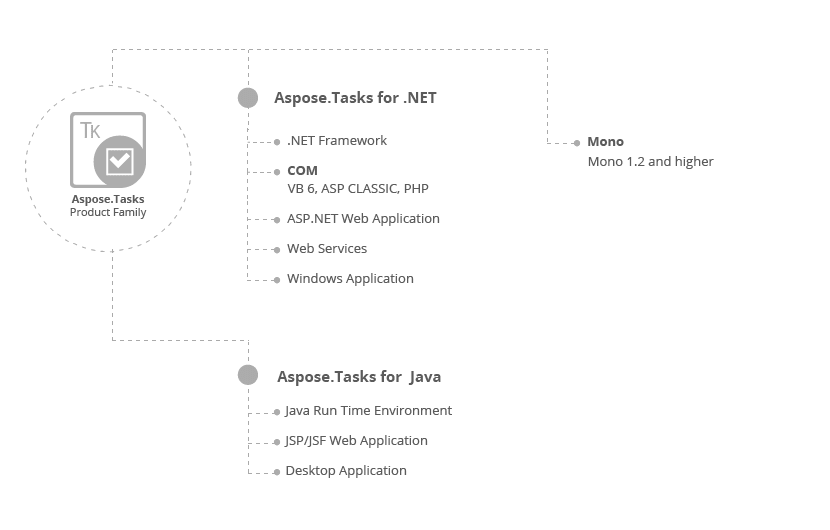 TK
Aspose.Tasks
Product Family
Aspose.Tasks for .NET
.NET Framework
COM
VB 6, ASP CLASSIC, PHP
ASP.NET Web Application
Web Services
Windows Application
Mono
Mono 1.2 and higher
Aspose.Tasks for Java
Java Run Time Environment
JSP/JSF Web Application
Desktop Application